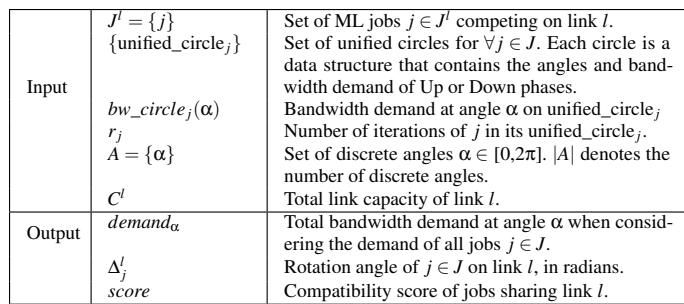 Input
J^l = {j} Set of ML jobs j ∈ J^l competing on link l.
{unified_circle_j} Set of unified circles for ∀j ∈ J. Each circle is a
data structure that contains the angles and band-
width demand of Up or Down phases.
bw_circle_j(α) Bandwidth demand at angle α on unified_circle_j
r_j Number of iterations of j in its unified_circle_j.
A = {α} Set of discrete angles α ∈ [0,2π]. |A| denotes the
number of discrete angles.
C^l Total link capacity of link l.
Output
demand_α Total bandwidth demand at angle α when consid-
ering the demand of all jobs j ∈ J.
Δ_j^l Rotation angle of j ∈ J on link l, in radians.
score Compatibility score of jobs sharing link l.